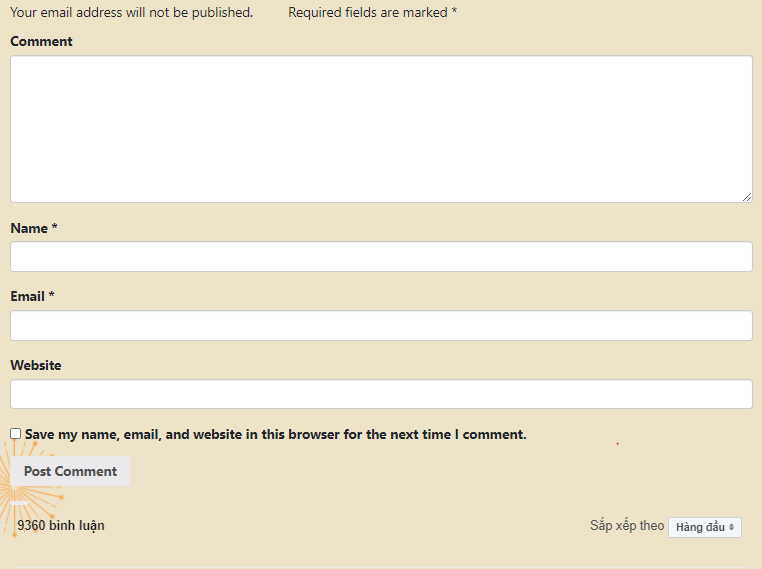 Your email address will not be published. Required fields are marked *
Comment
Name *
Email *
Website
Save my name, email, and website in this browser for the next time I comment.
Post Comment
9360 bình luận
Sắp xếp theo Hàng đầu